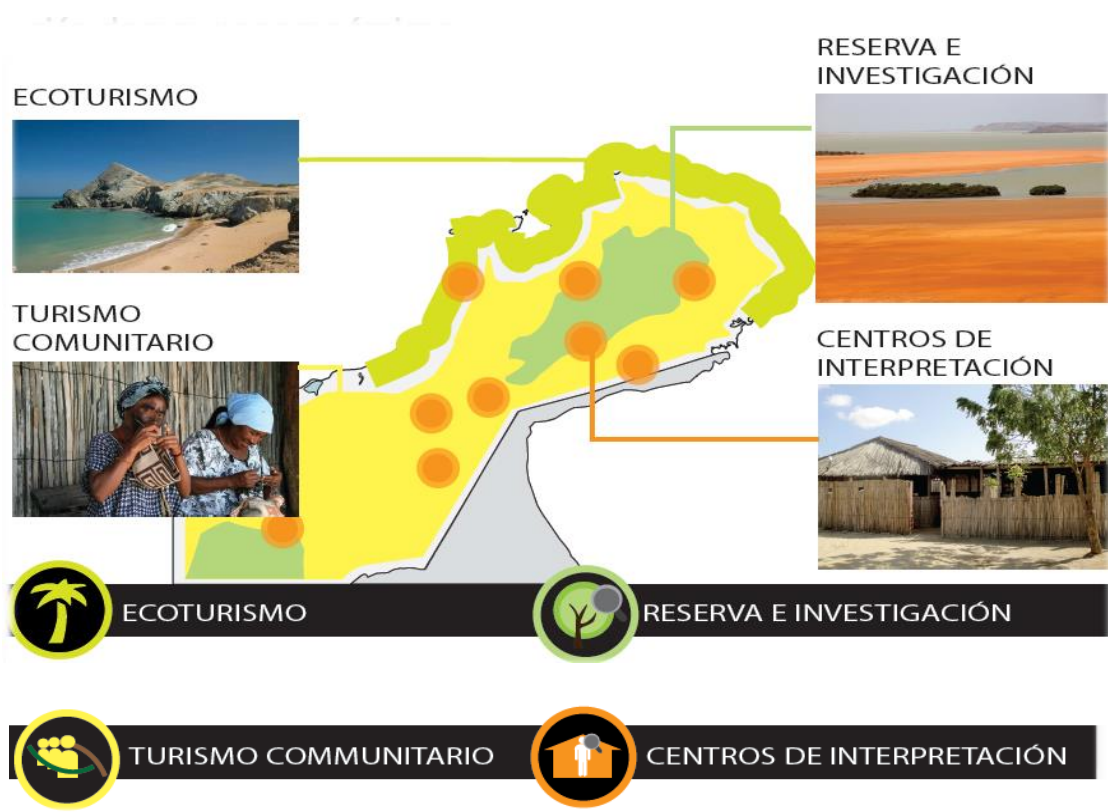 ECOTURISMO
RESERVA E
INVESTIGACIÓN
TURISMO
COMUNITARIO
CENTROS DE
INTERPRETACIÓN
ECOTURISMO
RESERVA E INVESTIGACIÓN
TURISMO COMMUNITARIO
CENTROS DE INTERPRETACIÓN